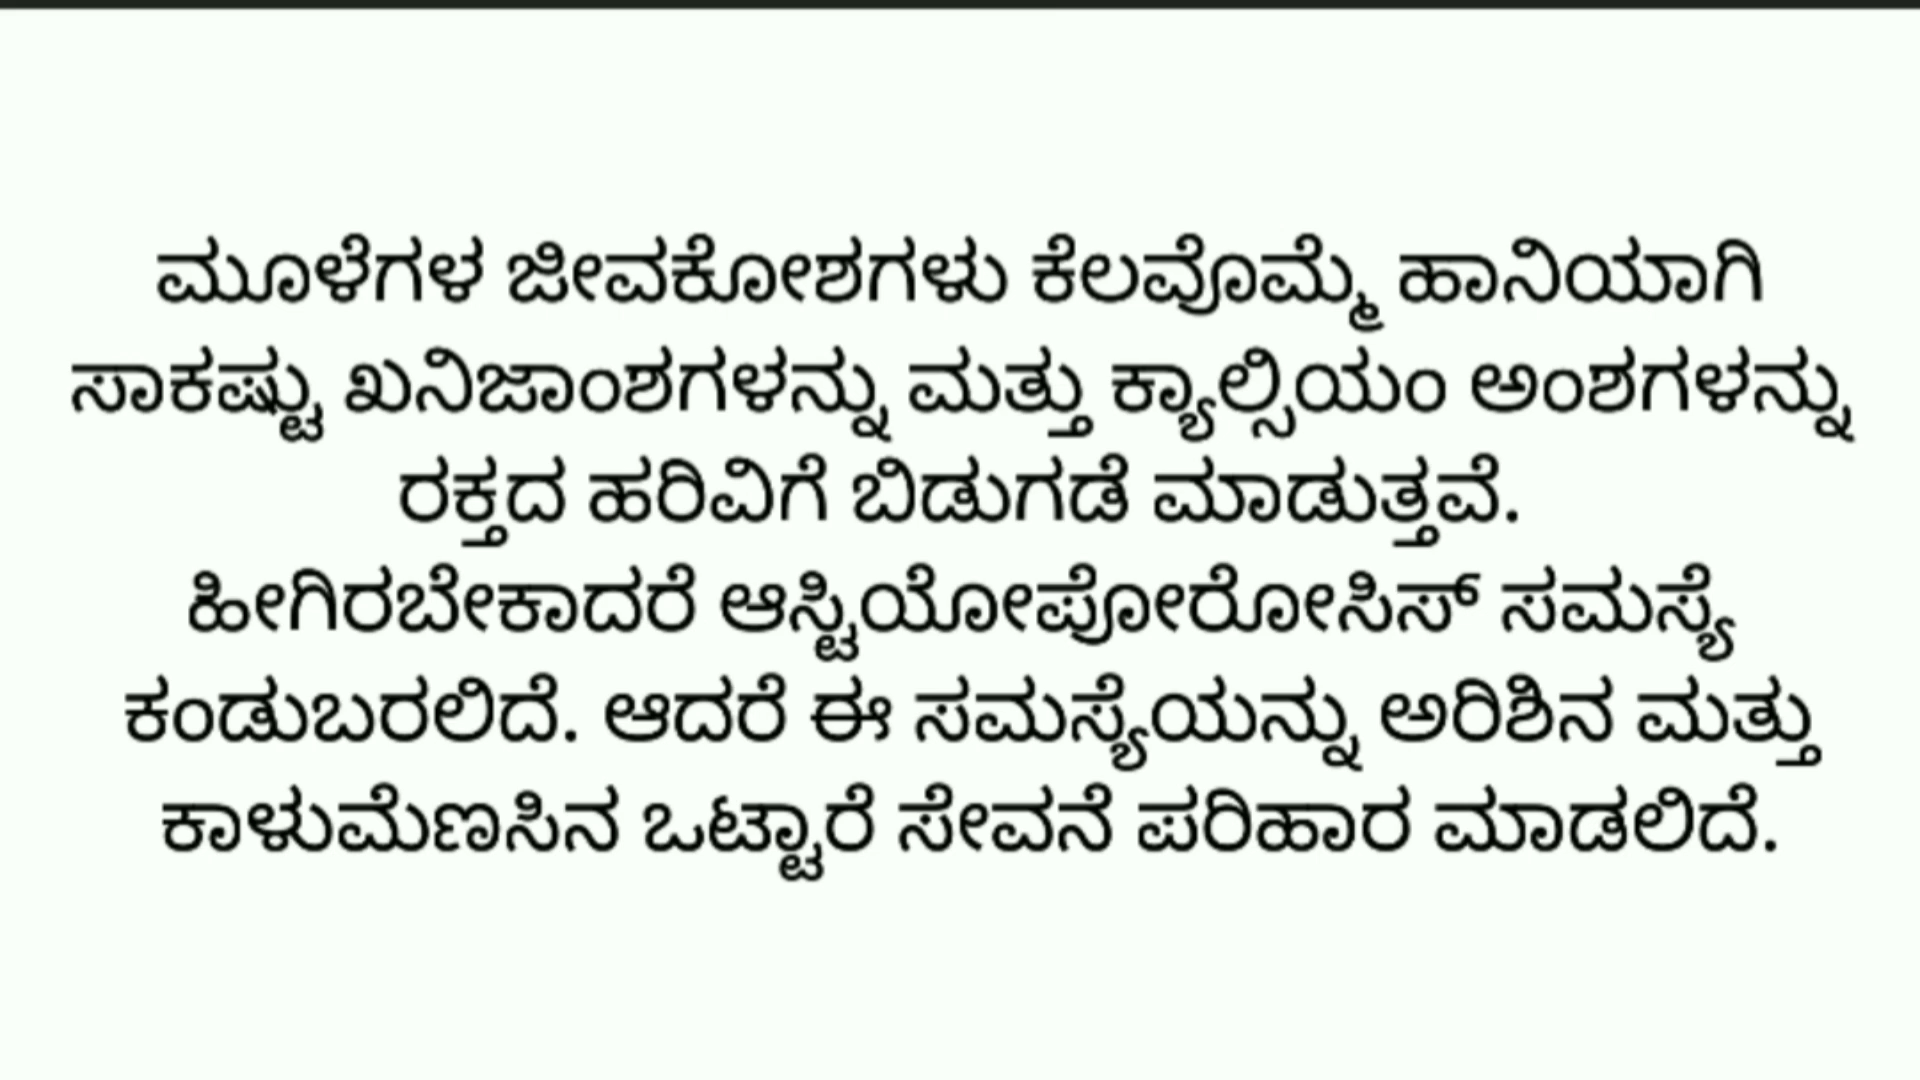 ಮೂಳೆಗಳ ಜೀವಕೋಶಗಳು ಕೆಲವೊಮ್ಮೆ ಹಾನಿಯಾಗಿ
ಸಾಕಷ್ಟು ಖನಿಜಾಂಶಗಳನ್ನು ಮತ್ತು ಕ್ಯಾಲ್ಸಿಯಂ ಅಂಶಗಳನ್ನು
ರಕ್ತದ ಹರಿವಿಗೆ ಬಿಡುಗಡೆ ಮಾಡುತ್ತವೆ.
ಹೀಗಿರಬೇಕಾದರೆ ಆಸ್ಟಿಯೋಪೋರೋಸಿಸ್ ಸಮಸ್ಯೆ
ಕಂಡುಬರಲಿದೆ. ಆದರೆ ಈ ಸಮಸ್ಯೆಯನ್ನು ಅರಿಶಿನ ಮತ್ತು
ಕಾಳುಮೆಣಸಿನ ಒಟ್ಟಾರೆ ಸೇವನೆ ಪರಿಹಾರ ಮಾಡಲಿದೆ.